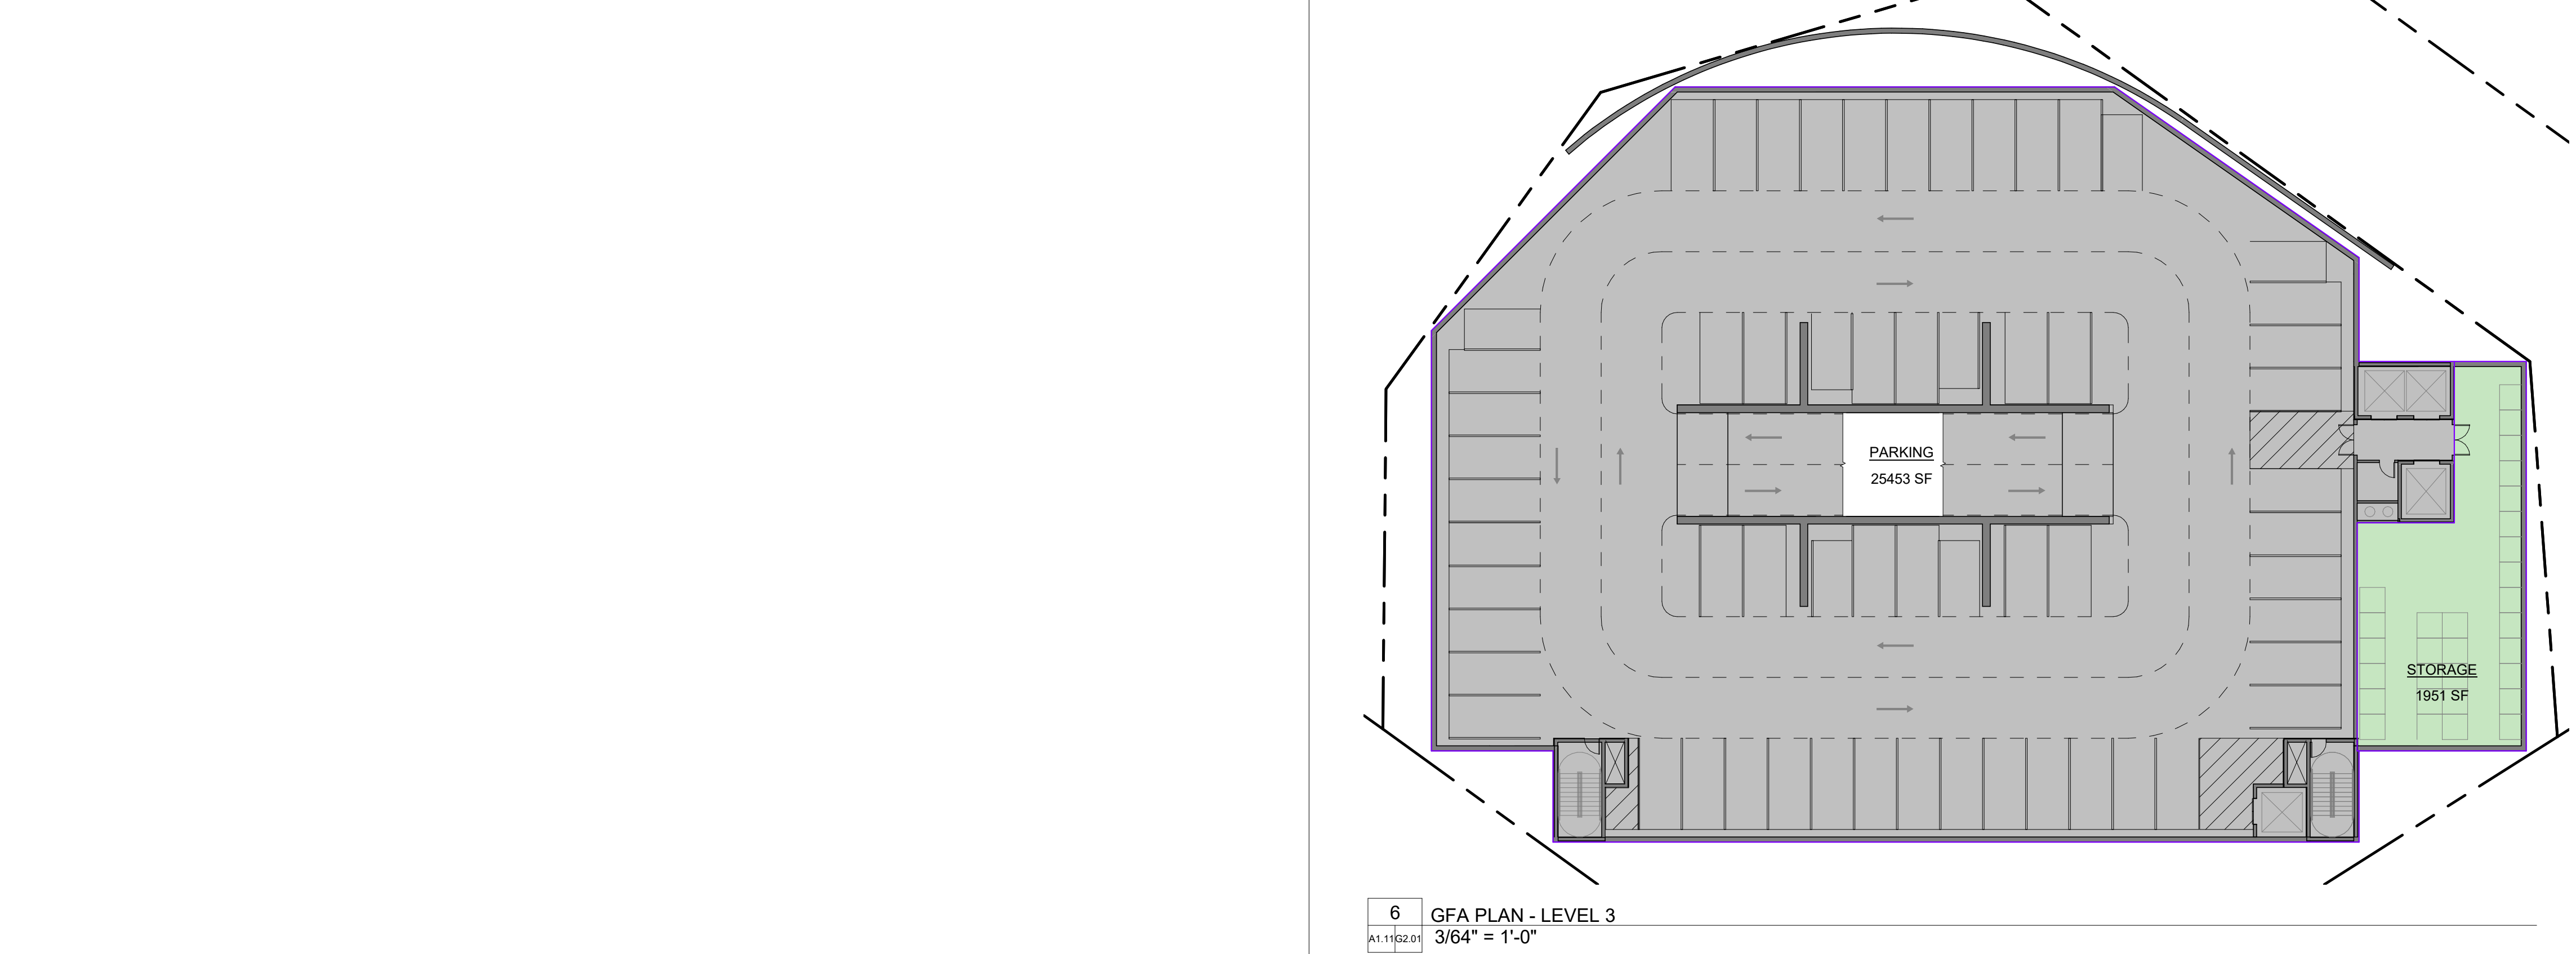 PARKING
25453 SF
STORAGE
1951 SF
6
GFA PLAN - LEVEL 3
A1.11 G2.01
3/64" = 1'-0"